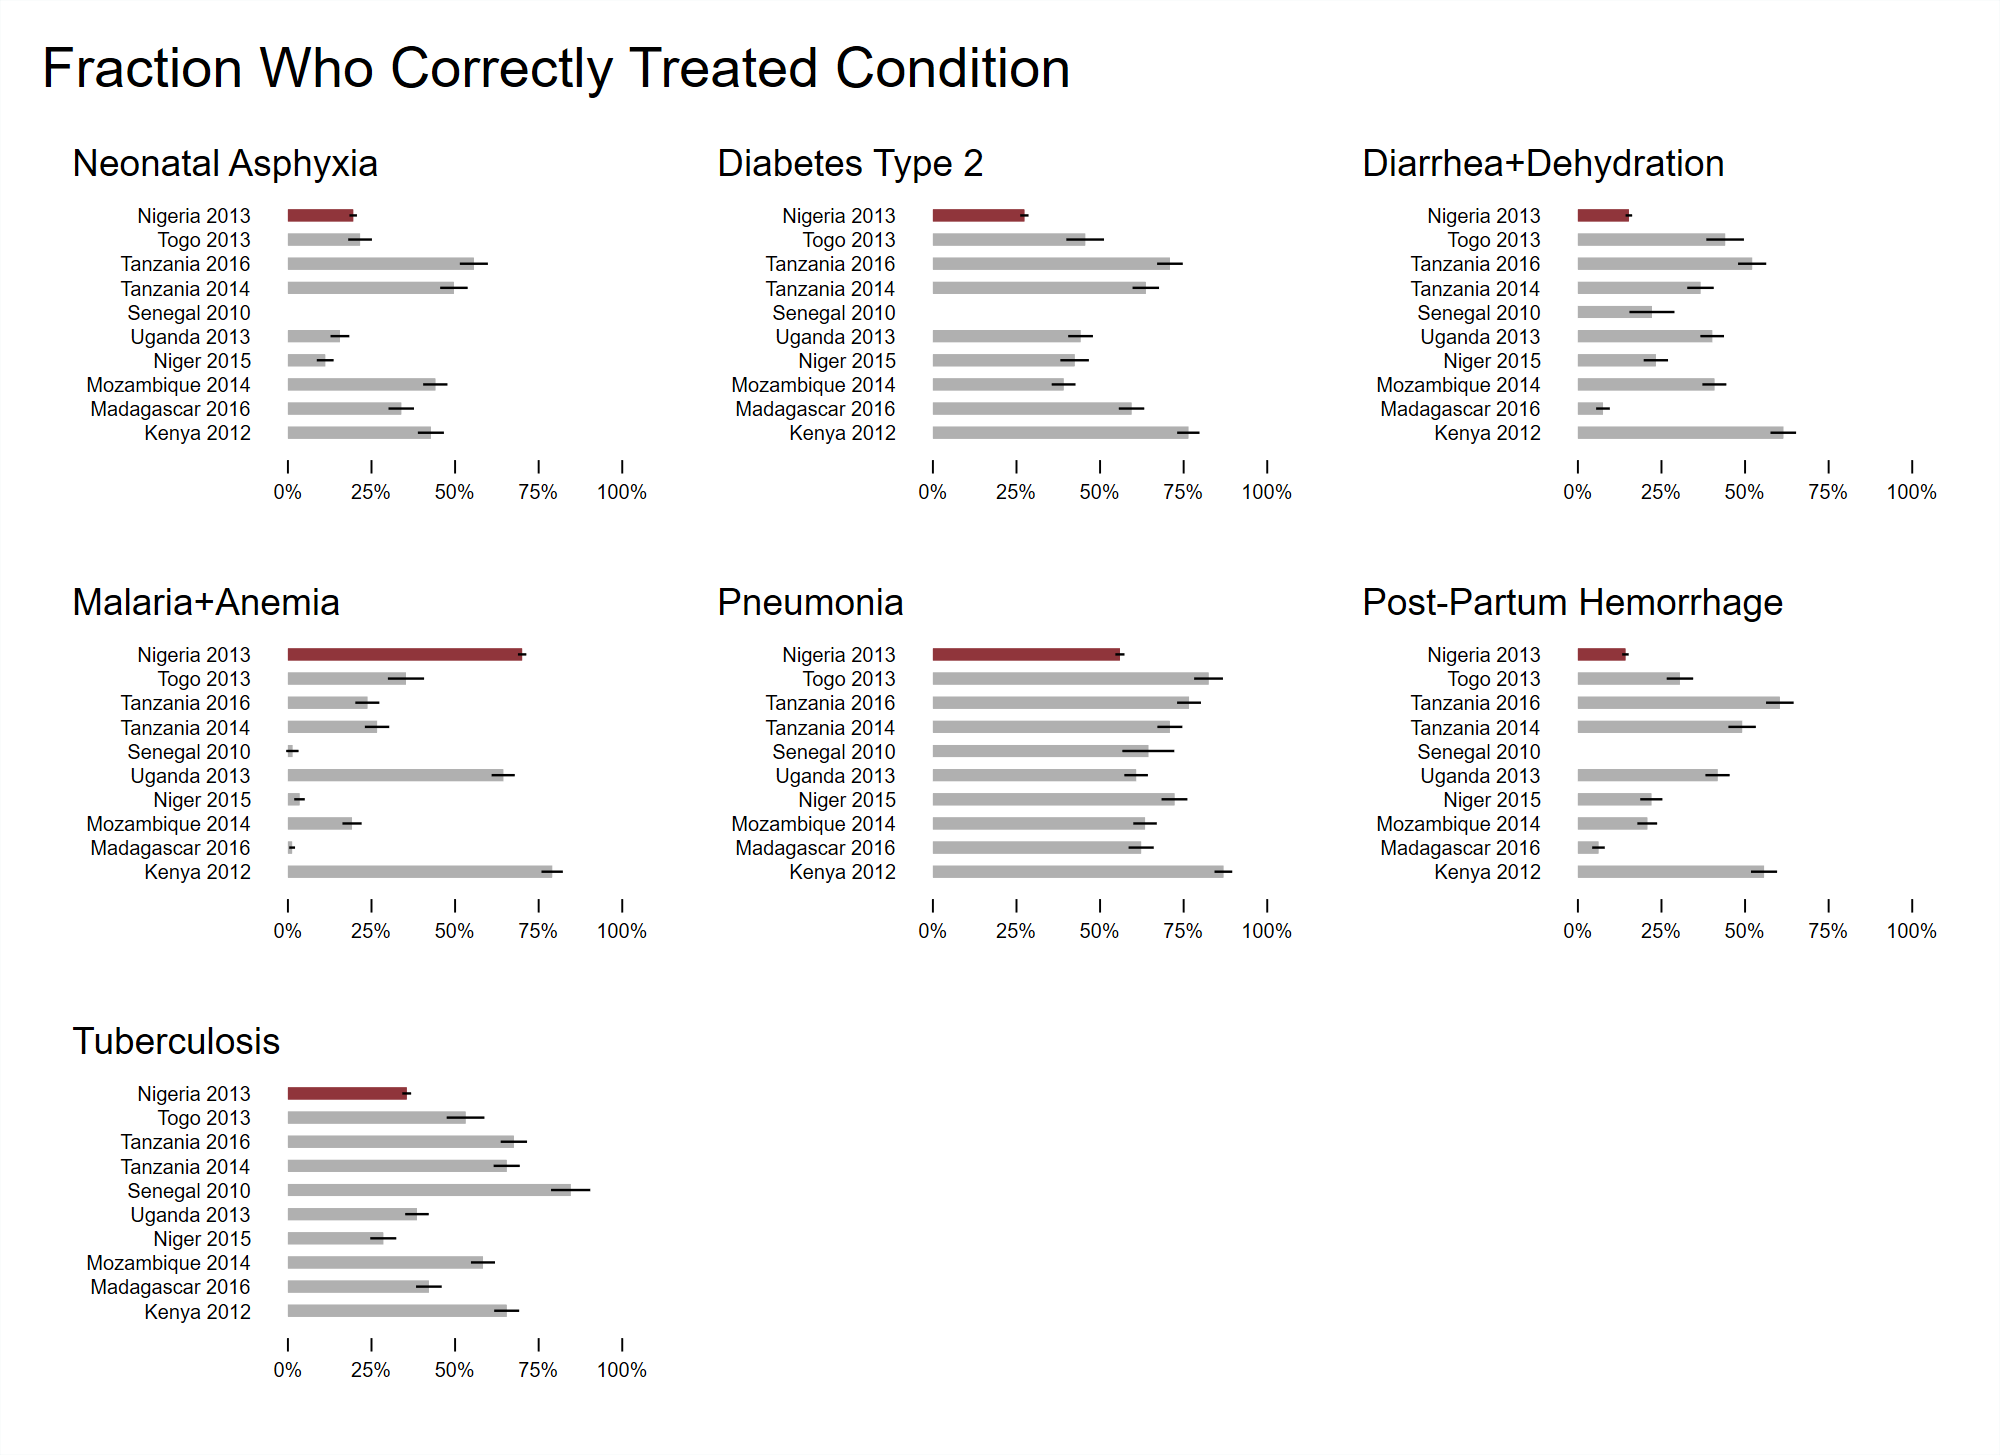 Fraction Who Correctly Treated Condition
Neonatal Asphyxia
Nigeria 2013
Togo 2013
Tanzania 2016
Tanzania 2014
Senegal 2010
Uganda 2013
Niger 2015
Mozambique 2014
Madagascar 2016
Kenya 2012
0% 25% 50% 75% 100%
Diabetes Type 2
Nigeria 2013
Togo 2013
Tanzania 2016
Tanzania 2014
Senegal 2010
Uganda 2013
Niger 2015
Mozambique 2014
Madagascar 2016
Kenya 2012
0% 25% 50% 75% 100%
Diarrhea+Dehydration
Nigeria 2013
Togo 2013
Tanzania 2016
Tanzania 2014
Senegal 2010
Uganda 2013
Niger 2015
Mozambique 2014
Madagascar 2016
Kenya 2012
0% 25% 50% 75% 100%
Malaria+Anemia
Nigeria 2013
Togo 2013
Tanzania 2016
Tanzania 2014
Senegal 2010
Uganda 2013
Niger 2015
Mozambique 2014
Madagascar 2016
Kenya 2012
0% 25% 50% 75% 100%
Pneumonia
Nigeria 2013
Togo 2013
Tanzania 2016
Tanzania 2014
Senegal 2010
Uganda 2013
Niger 2015
Mozambique 2014
Madagascar 2016
Kenya 2012
0% 25% 50% 75% 100%
Post-Partum Hemorrhage
Nigeria 2013
Togo 2013
Tanzania 2016
Tanzania 2014
Senegal 2010
Uganda 2013
Niger 2015
Mozambique 2014
Madagascar 2016
Kenya 2012
0% 25% 50% 75% 100%
Tuberculosis
Nigeria 2013
Togo 2013
Tanzania 2016
Tanzania 2014
Senegal 2010
Uganda 2013
Niger 2015
Mozambique 2014
Madagascar 2016
Kenya 2012
0% 25% 50% 75% 100%